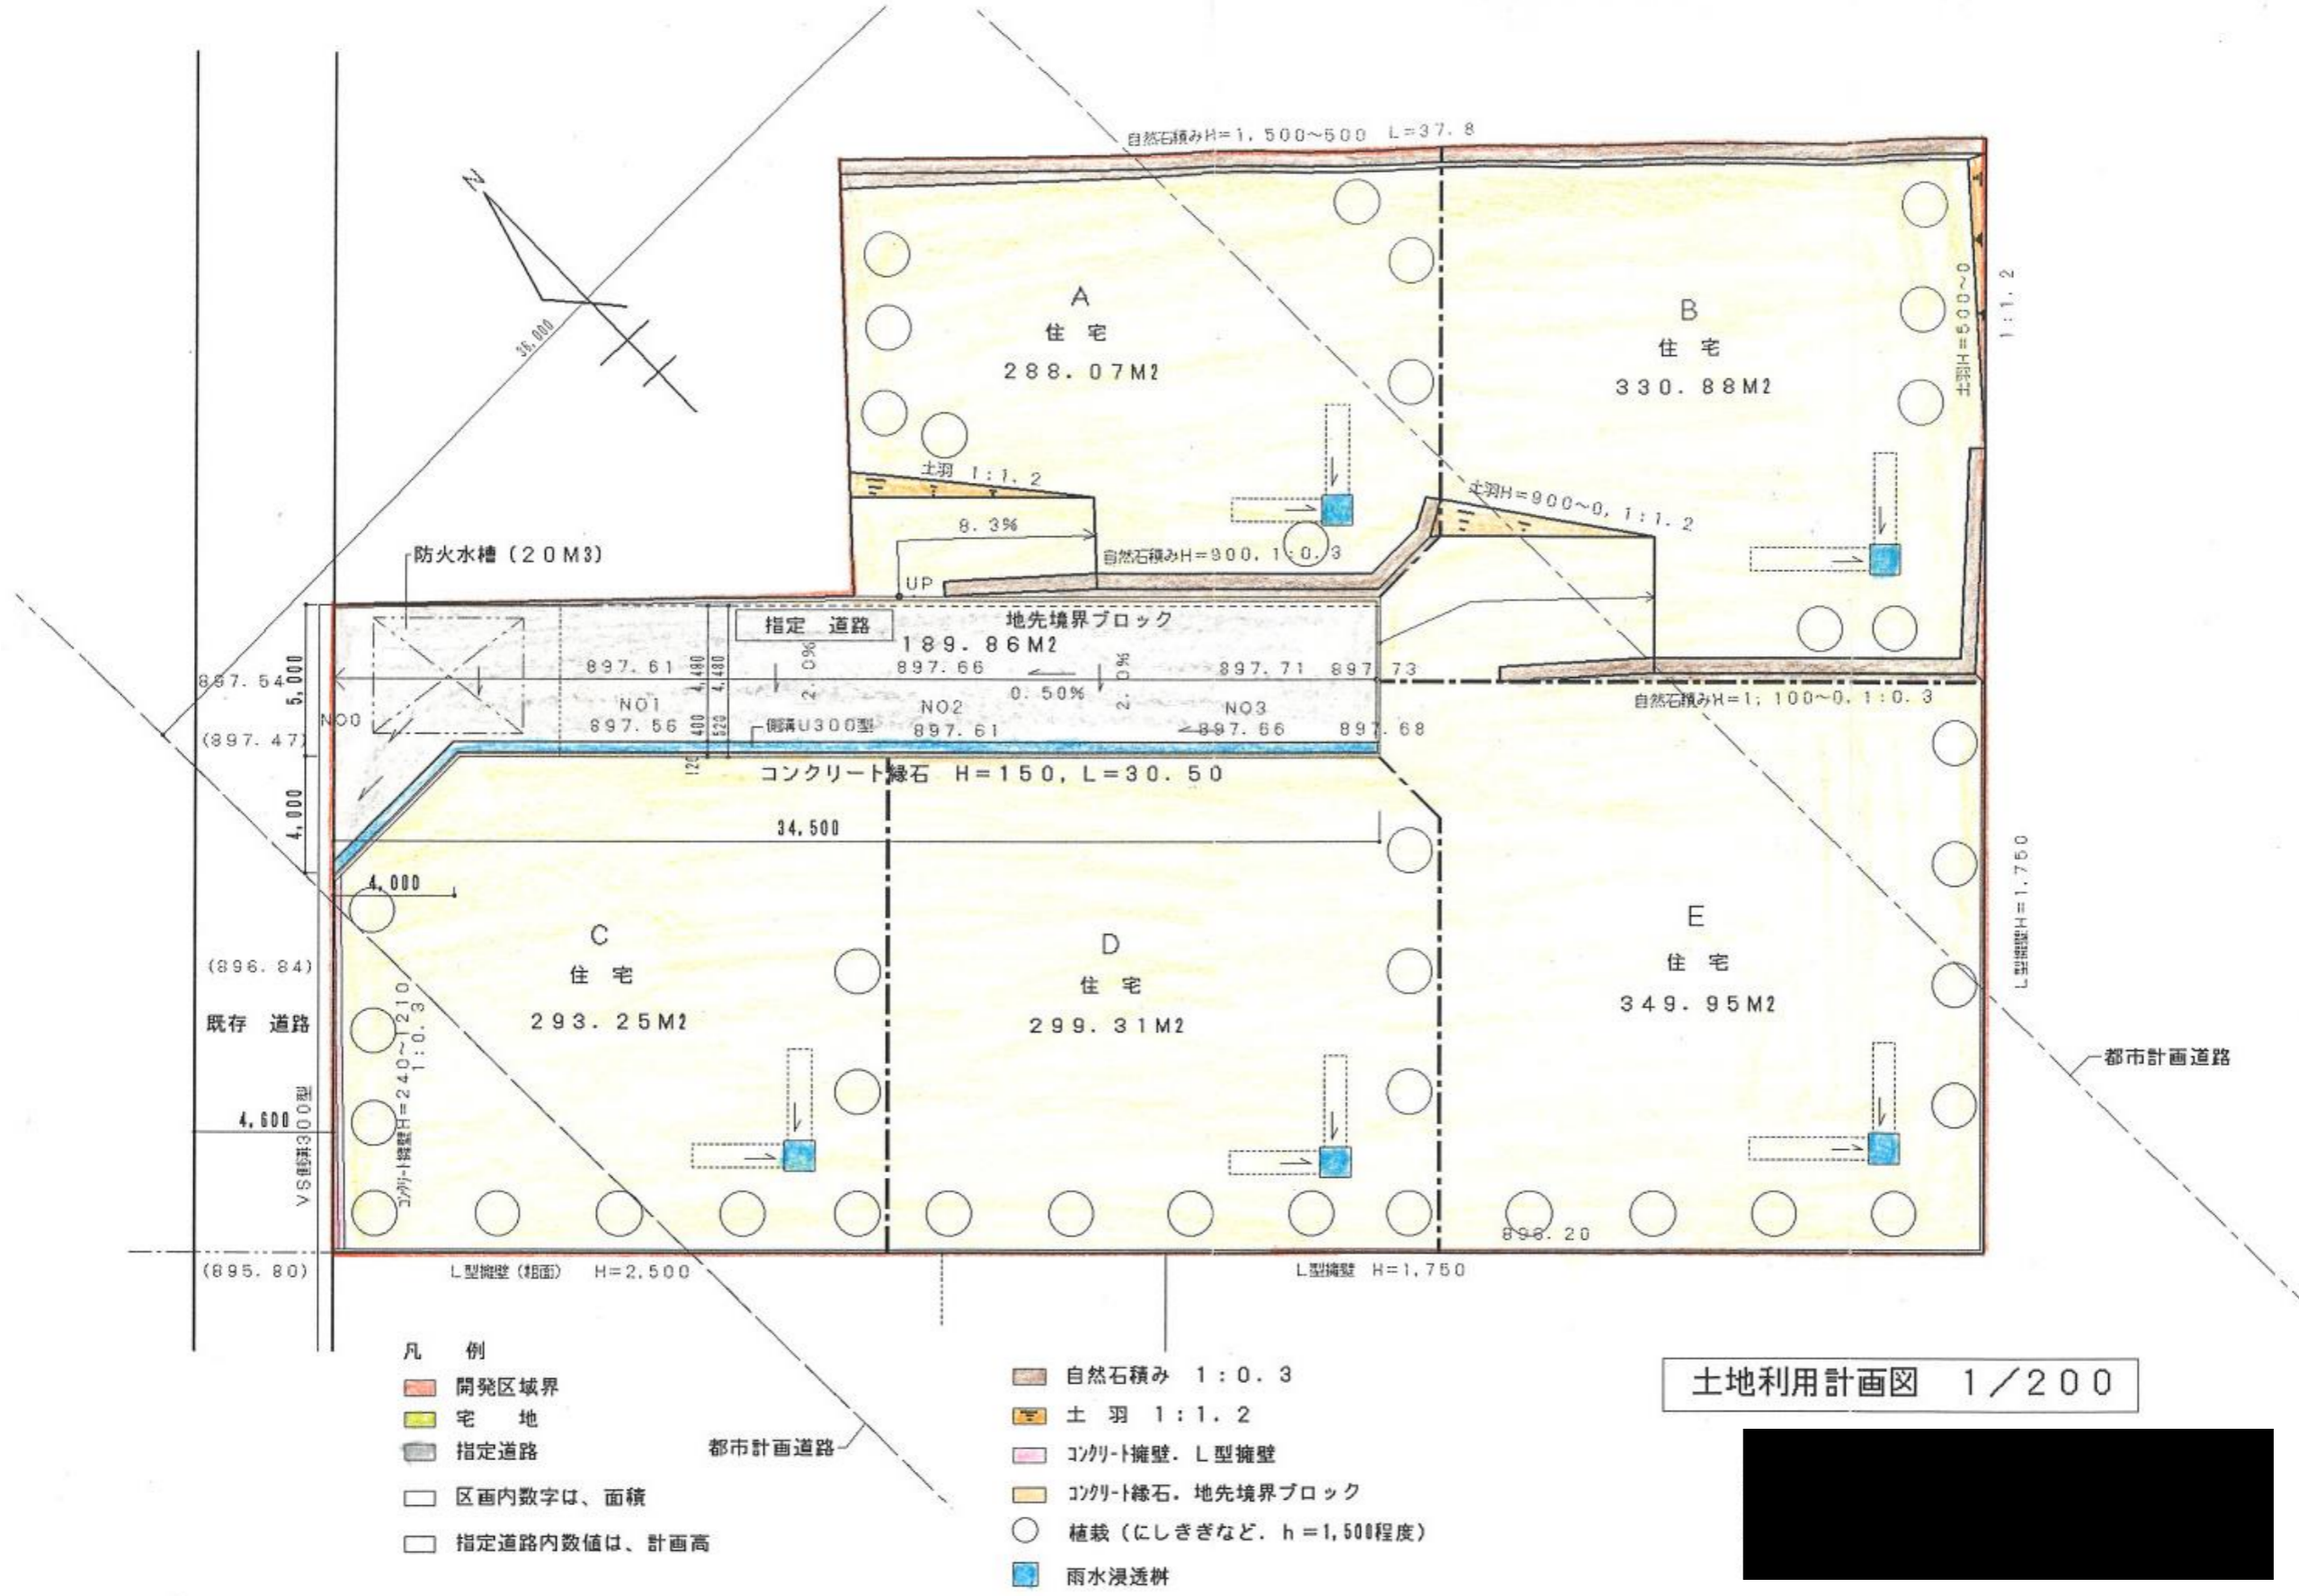 自然石積みH=1,500~500 L=37.8
N
36,000
A
住 宅
288.07M2
B
住 宅
330.88M2
土羽H=500~0
1:1.2
土羽 1:1.2
8.3%
UP
自然石積みH=900,1:0.3
土羽H=900~0,1:1.2
防火水槽(20M3)
指定 道路
地先境界ブロック
189.86M2
897.54
5,000
897.61
4,480
4,480
2.0%
897.66
0.50%
2.0%
897.71
897.73
NO0
NO1
NO2
NO3
(897.47)
897.56
400
520
側溝U300型
897.61
897.66
897.68
自然石積みH=1,100~0,1:0.3
120
コンクリート縁石 H=150,L=30.50
4,000
34,500
4,000
L型擁壁H=1,750
C
住 宅
293.25M2
D
住 宅
299.31M2
E
住 宅
349.95M2
(896.84)
既存 道路
コンクリート擁壁H=240~1210
1:0.3
4,600
VS側溝300型
都市計画道路
896.20
(895.80)
L型擁壁(粗面) H=2,500
L型擁壁 H=1,750
凡 例
開発区域界
宅 地
指定道路
区画内数字は、面積
指定道路内数値は、計画高
都市計画道路
自然石積み 1:0.3
土 羽 1:1.2
コンクリート擁壁.L型擁壁
コンクリート縁石.地先境界ブロック
植栽(にしきぎなど.h=1,500程度)
雨水浸透桝
土地利用計画図 1/200